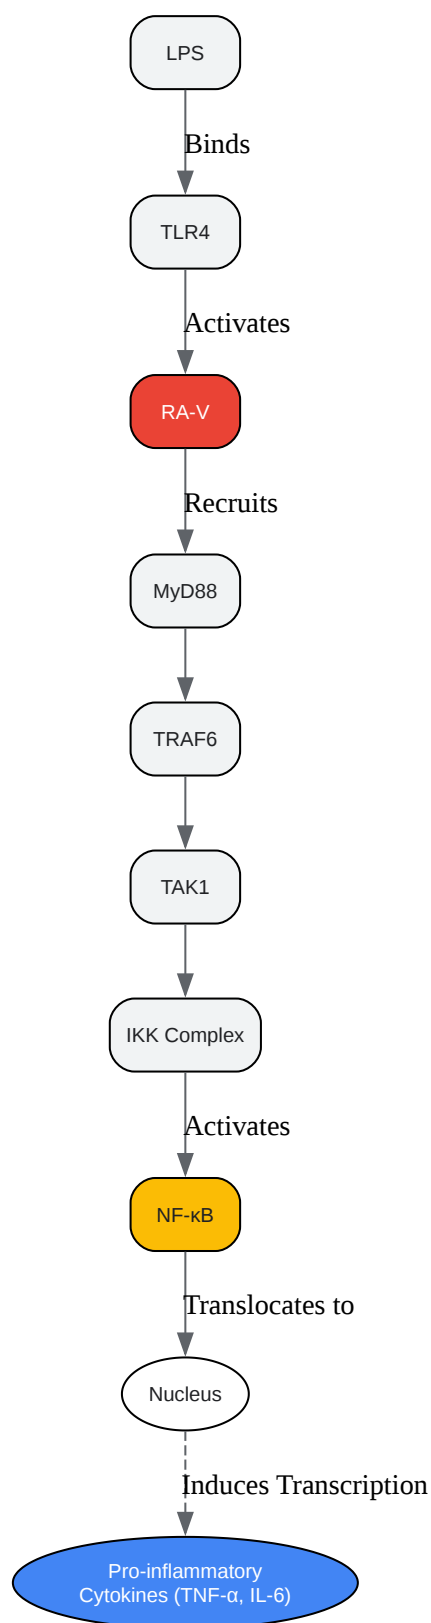 LPS
Binds
TLR4
Activates
RA-V
Recruits
MyD88
TRAF6
TAK1
IKK Complex
Activates
NF-κB
Translocates to
Nucleus
Induces Transcription
Pro-inflammatory
Cytokines (TNF-α, IL-6)